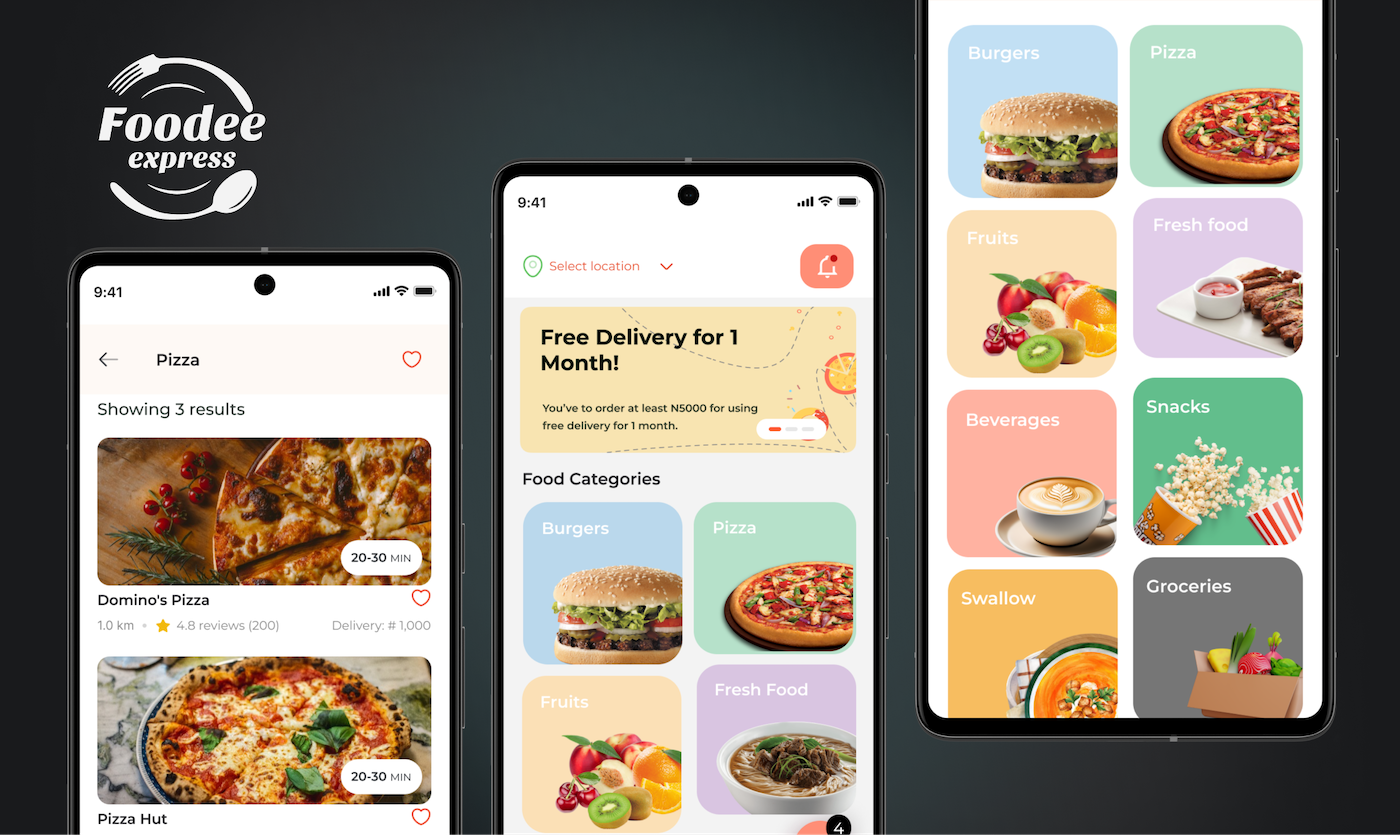 Foodee
express
9:41
Pizza
Showing 3 results
20-30 MIN
Domino's Pizza
1.0 km • 4.8 reviews (200) Delivery: # 1,000
20-30 MIN
Pizza Hut
9:41
Select location
Free Delivery for 1
Month!
You've to order at least N5000 for using
free delivery for 1 month.
Food Categories
Burgers
Pizza
Fruits
Fresh Food
4
Burgers
Pizza
Fruits
Fresh food
Beverages
Snacks
Swallow
Groceries